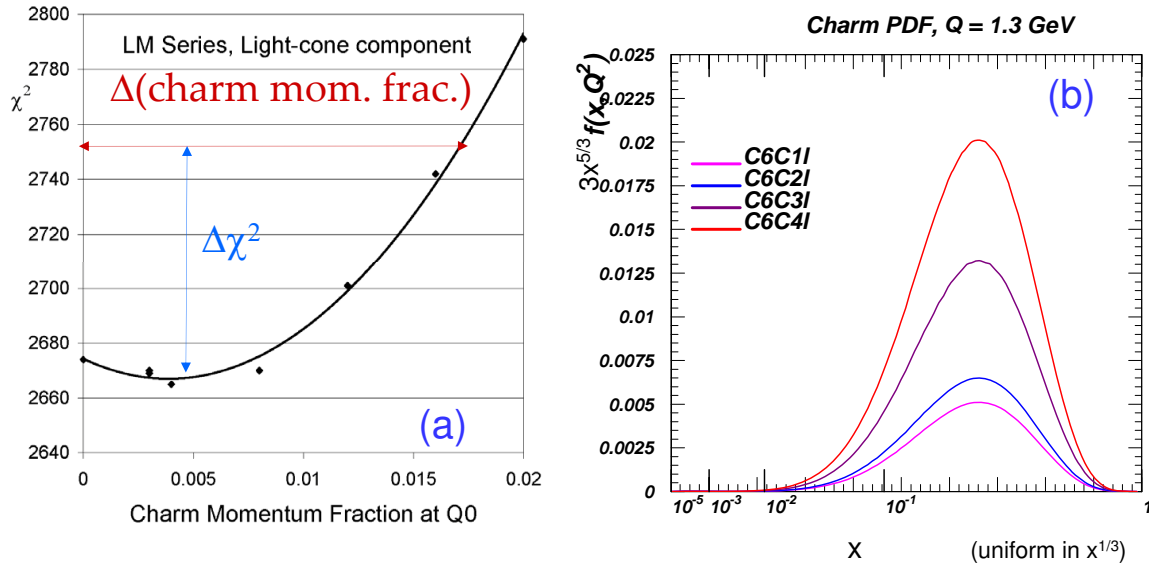 2800
2780
2760
2740
2720
2700
2680
2660
2640
χ²
LM Series, Light-cone component
Δ(charm mom. frac.)
Δχ²
(a)
0
0.005
0.01
0.015
0.02
Charm Momentum Fraction at Q0
Charm PDF, Q = 1.3 GeV
0.025
0.0225
0.02
0.0175
0.015
0.0125
0.01
0.0075
0.005
0.0025
0
3x^{5/3} f(x,Q²)
(b)
C6C1l
C6C2l
C6C3l
C6C4l
10⁻⁵ 10⁻³ 10⁻² 10⁻¹ 1
x (uniform in x^{1/3})